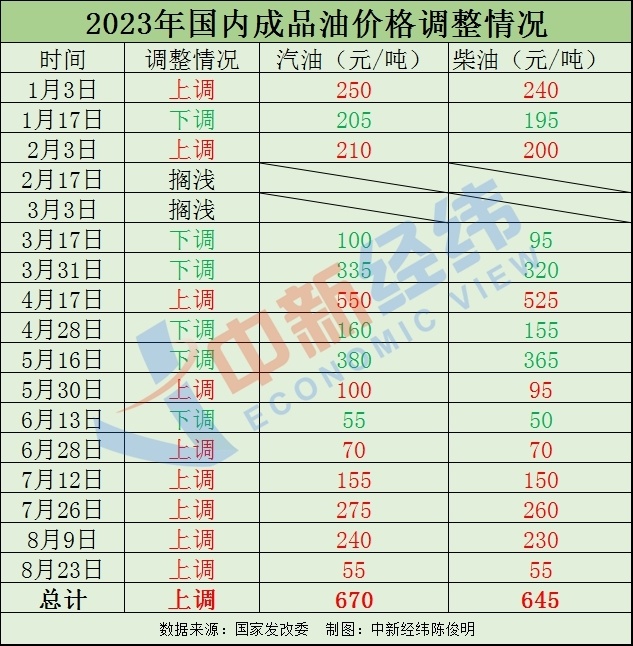 2023年国内成品油价格调整情况
时间 调整情况 汽油（元/吨） 柴油（元/吨）
1月3日 上调 250 240
1月17日 下调 205 195
2月3日 上调 210 200
2月17日 搁浅
3月3日 搁浅
3月17日 下调 100 95
3月31日 下调 335 320
4月17日 上调 550 525
4月28日 下调 160 155
5月16日 下调 380 365
5月30日 上调 100 95
6月13日 下调 55 50
6月28日 上调 70 70
7月12日 上调 155 150
7月26日 上调 275 260
8月9日 上调 240 230
8月23日 上调 55 55
总计 上调 670 645
数据来源：国家发改委 制图：中新经纬陈俊明
中新经纬
ECONOMIC VIEW